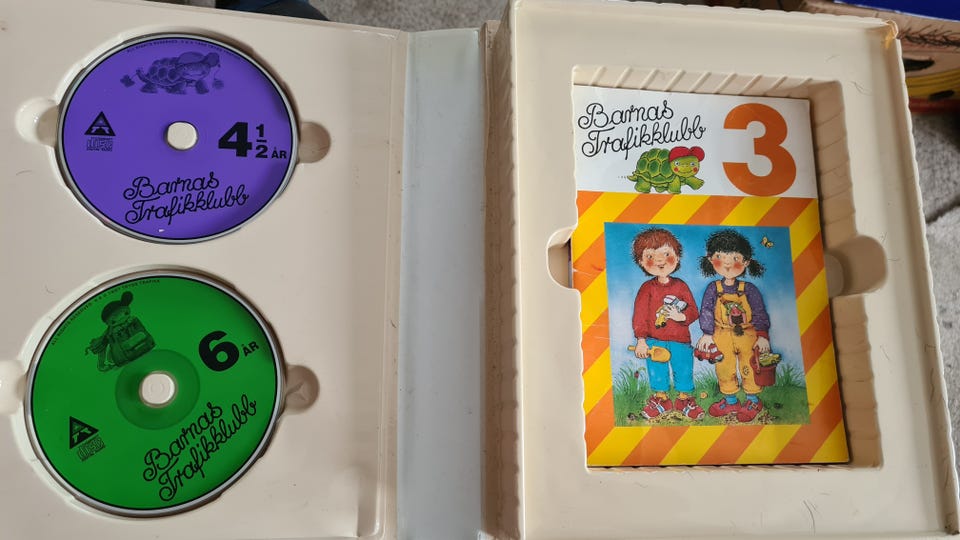 4 1/2 ÅR
Barnas
Trafikklubb
6 ÅR
Barnas
Trafikklubb
Barnas
Trafikklubb
3